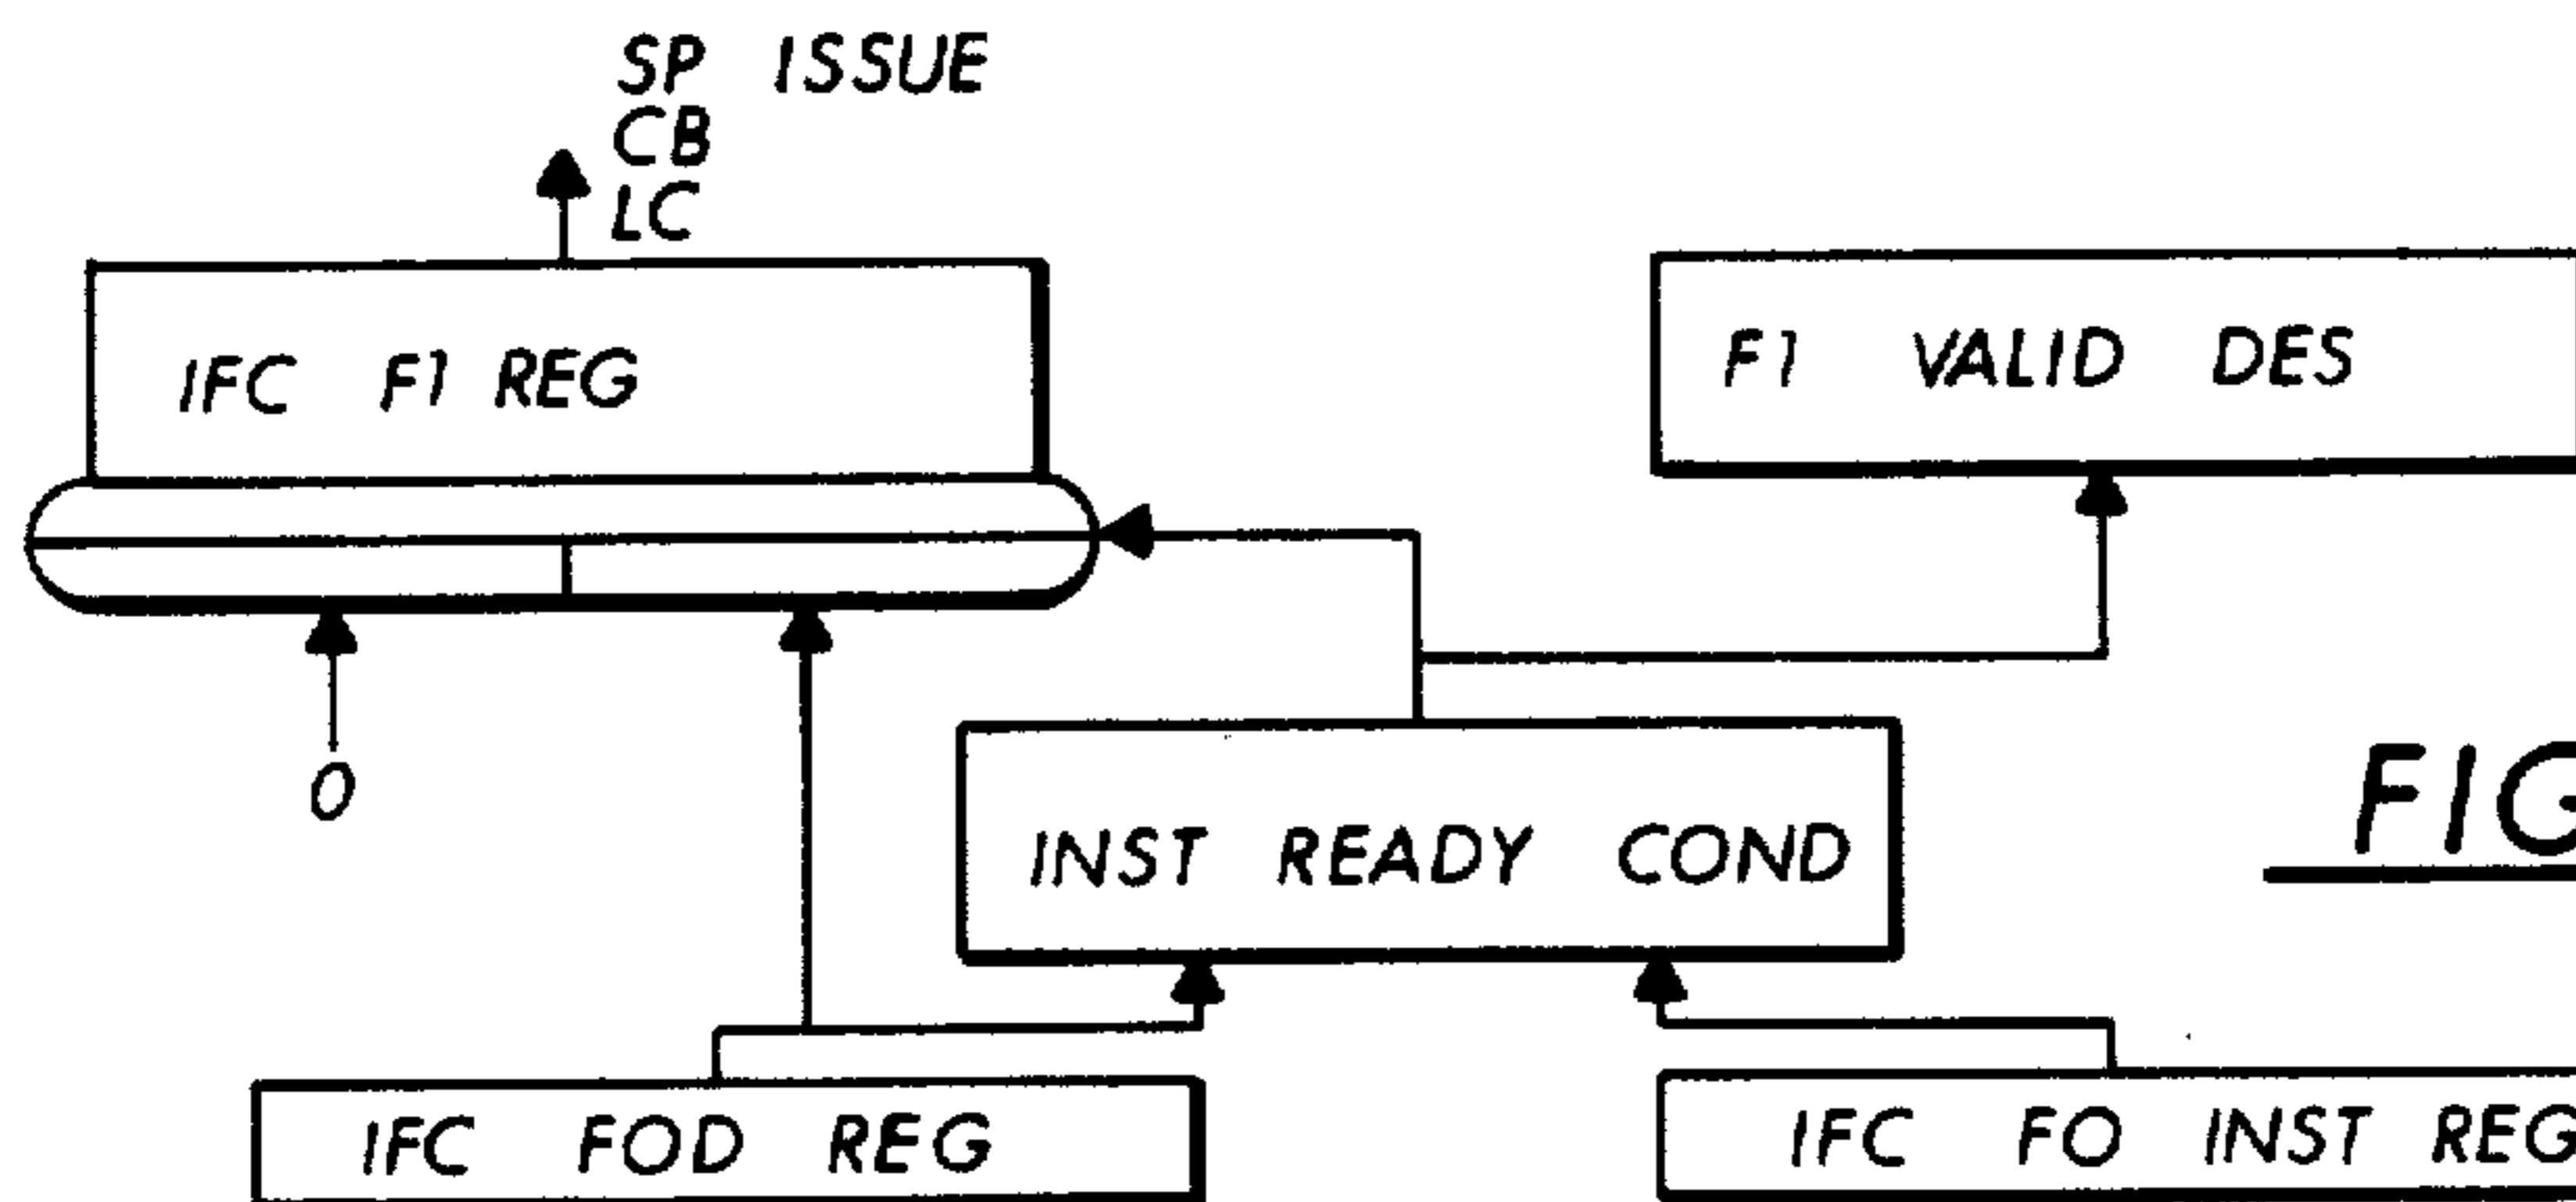 SP ISSUE
CB
LC
IFC F1 REG
F1 VALID DES
0
INST READY COND
FIG
IFC FOD REG
IFC FO INST REG